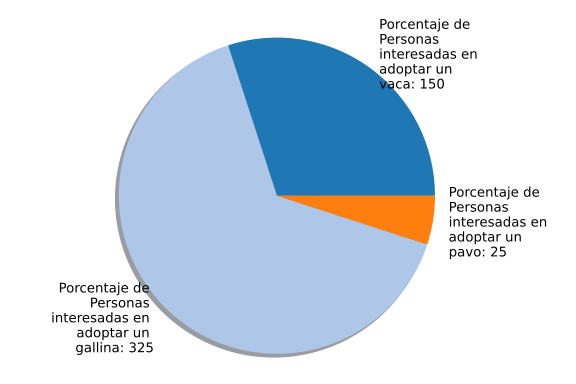 Porcentaje de
Personas
interesadas en
adoptar un
vaca: 150
Porcentaje de
Personas
interesadas en
adoptar un
pavo: 25
Porcentaje de
Personas
interesadas en
adoptar un
gallina: 325